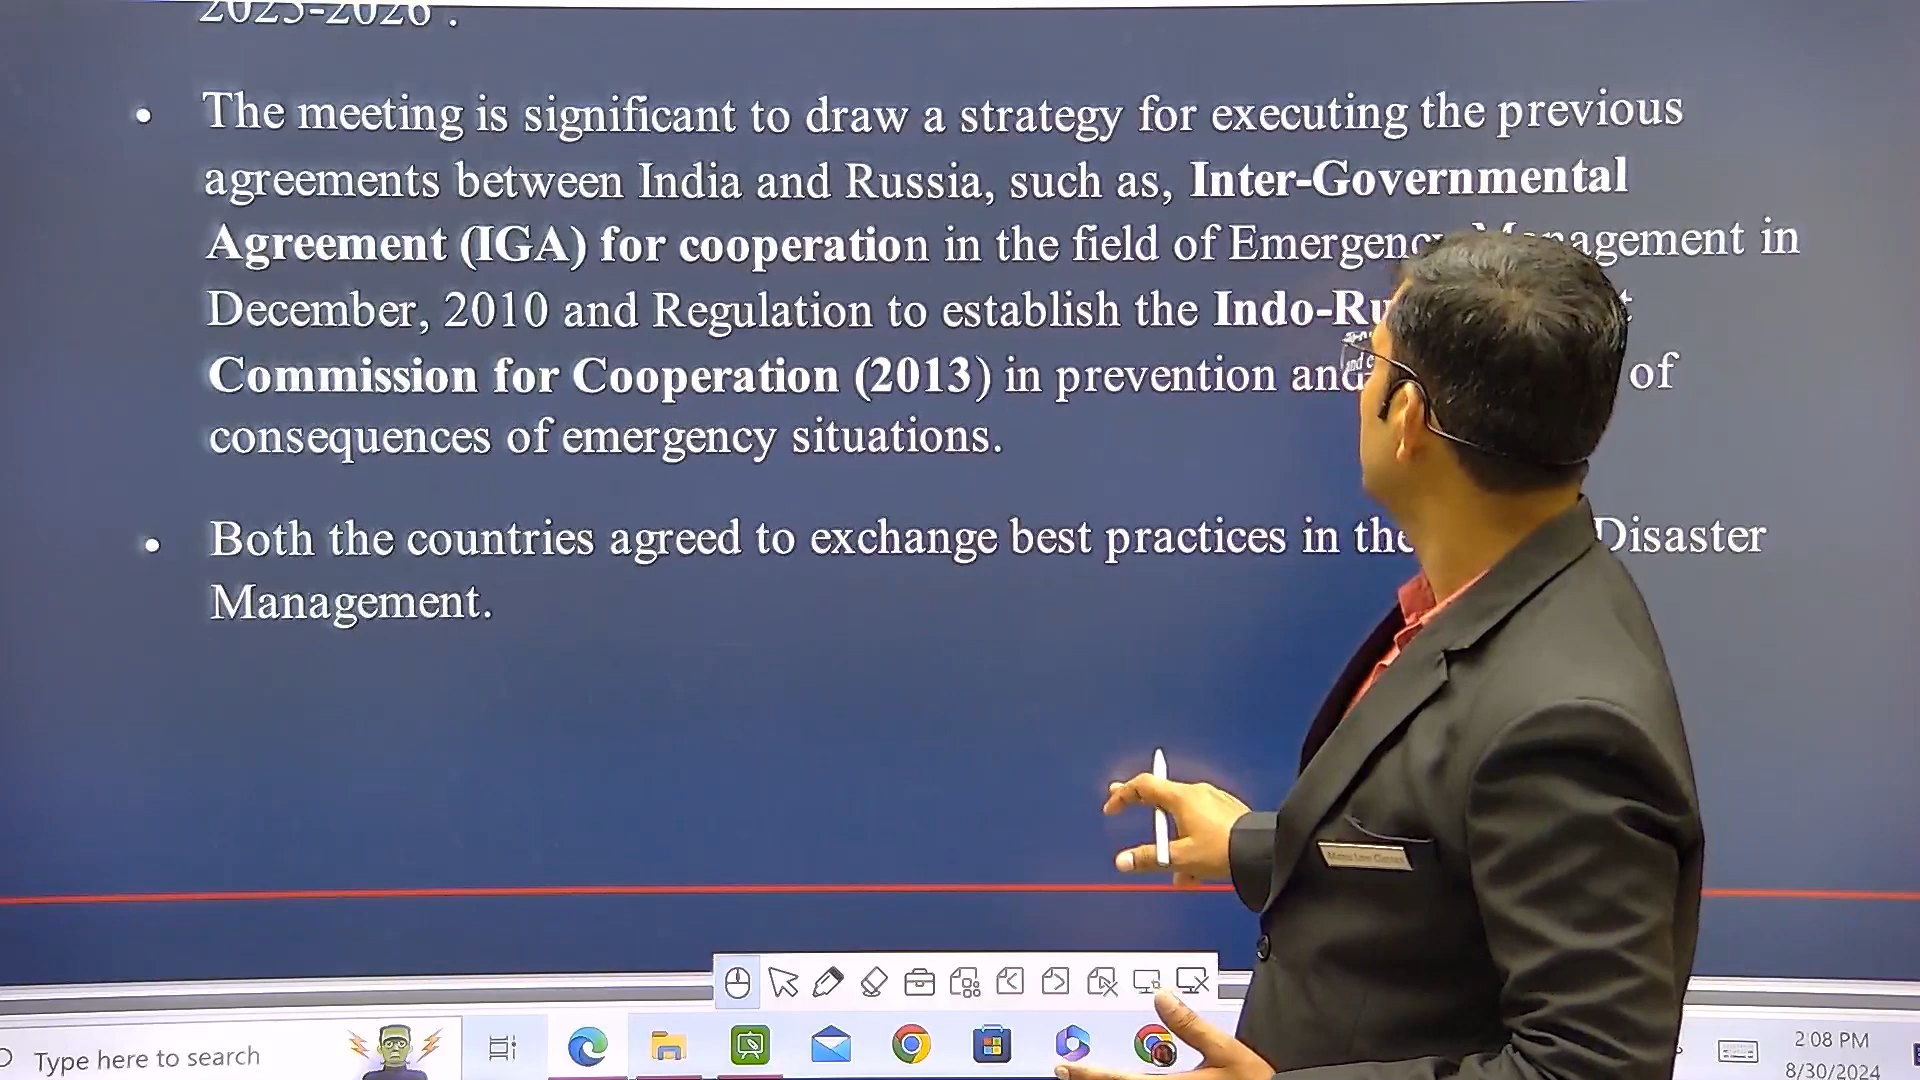 2025-2026 .
• The meeting is significant to draw a strategy for executing the previous
agreements between India and Russia, such as, Inter-Governmental
Agreement (IGA) for cooperation in the field of Emergency Management in
December, 2010 and Regulation to establish the
Commission for Cooperation (2013) in prevention and of
consequences of emergency situations.
• Both the countries agreed to exchange best practices in the Disaster
Management.
Type here to search
2:08 PM
8/30/2024